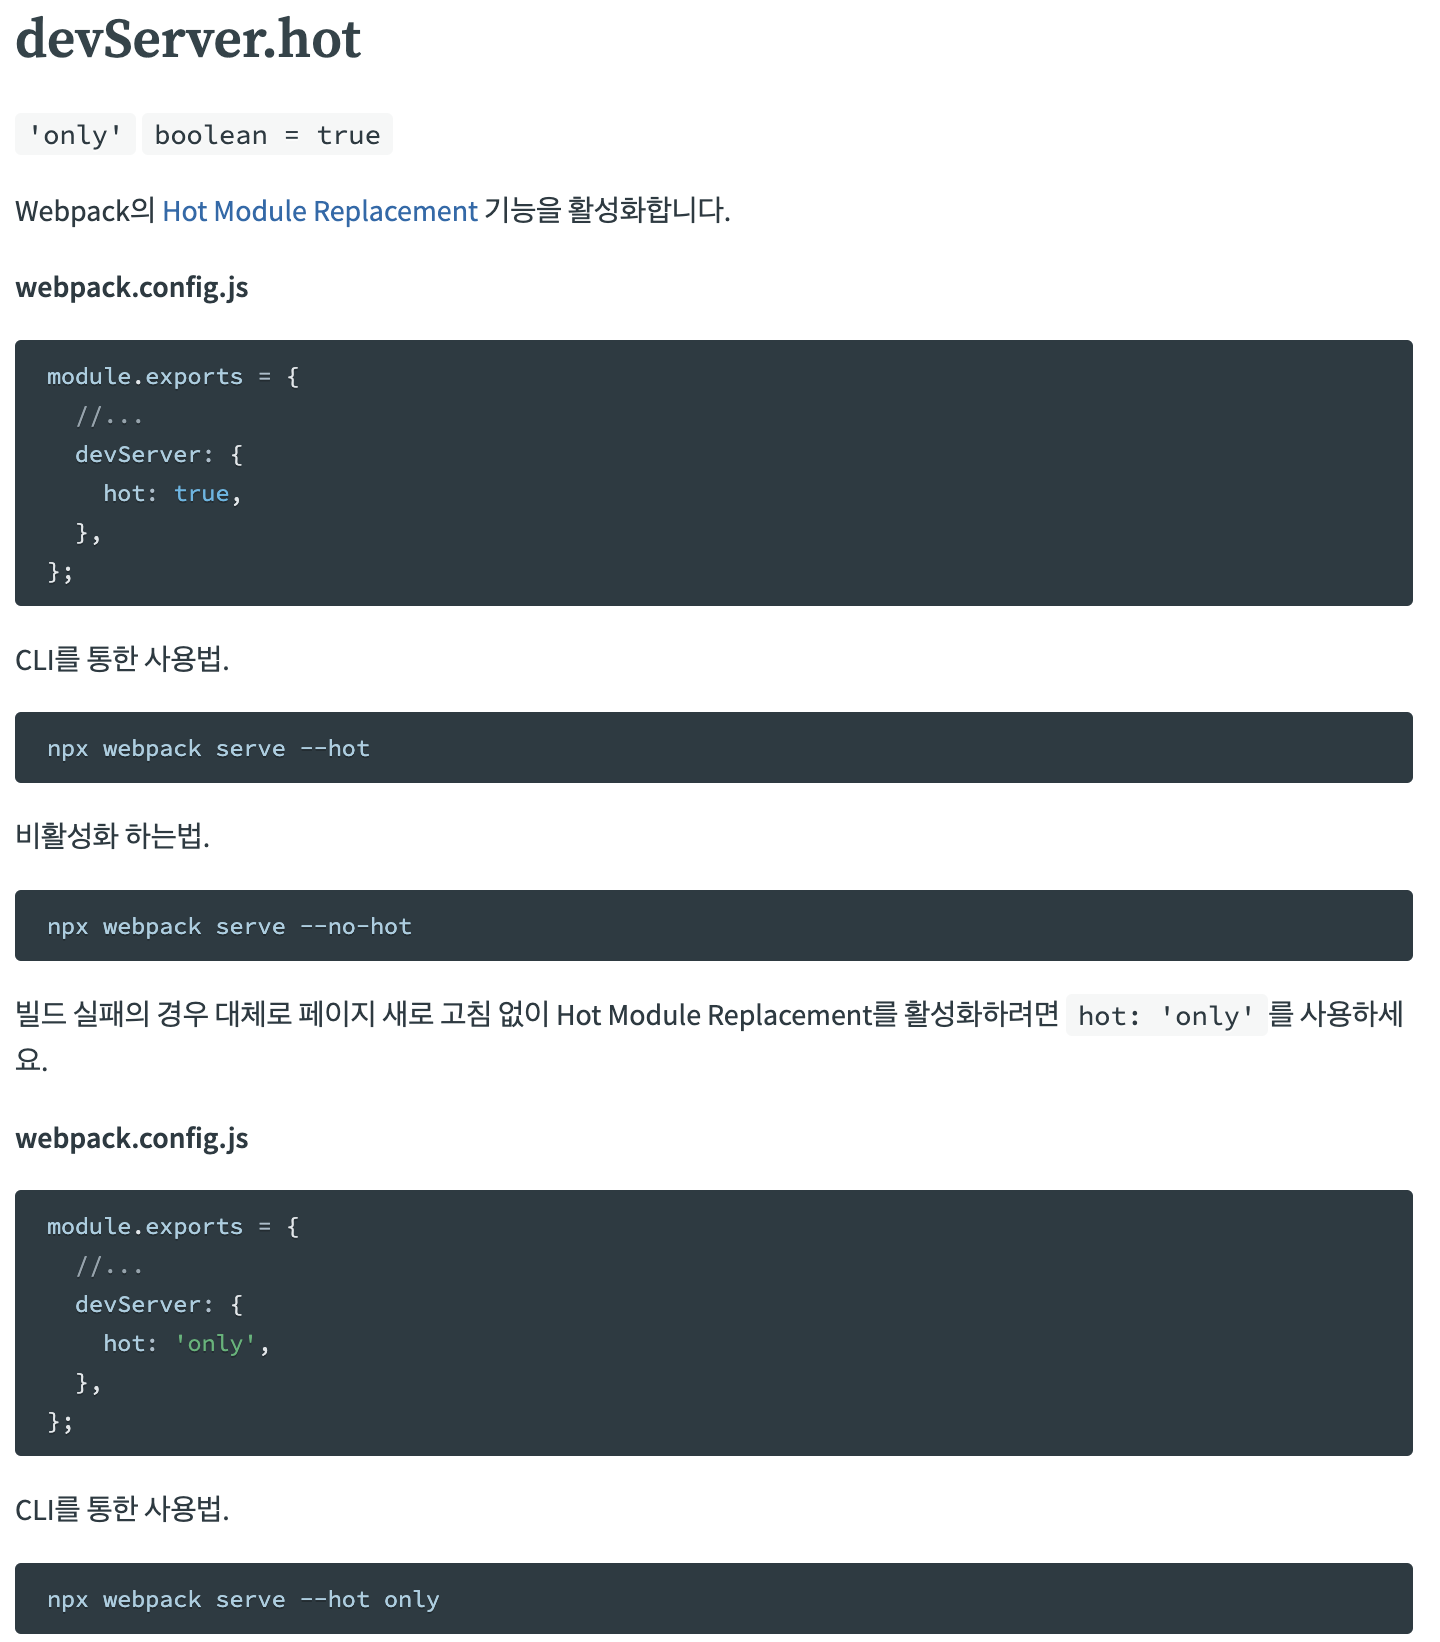 devServer.hot
'only' boolean = true
Webpack의 Hot Module Replacement 기능을 활성화합니다.
webpack.config.js
module.exports = {
  //...
  devServer: {
    hot: true,
  },
};
CLI를 통한 사용법.
npx webpack serve --hot
비활성화 하는법.
npx webpack serve --no-hot
빌드 실패의 경우 대체로 페이지 새로 고침 없이 Hot Module Replacement를 활성화하려면 hot: 'only' 를 사용하세
요.
webpack.config.js
module.exports = {
  //...
  devServer: {
    hot: 'only',
  },
};
CLI를 통한 사용법.
npx webpack serve --hot only